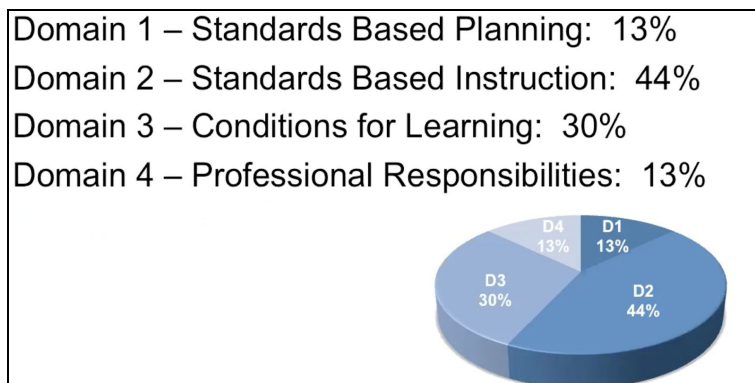 Domain 1 – Standards Based Planning:  13%
Domain 2 – Standards Based Instruction:  44%
Domain 3 – Conditions for Learning:  30%
Domain 4 – Professional Responsibilities:  13%
D4
13%
D1
13%
D3
30%
D2
44%